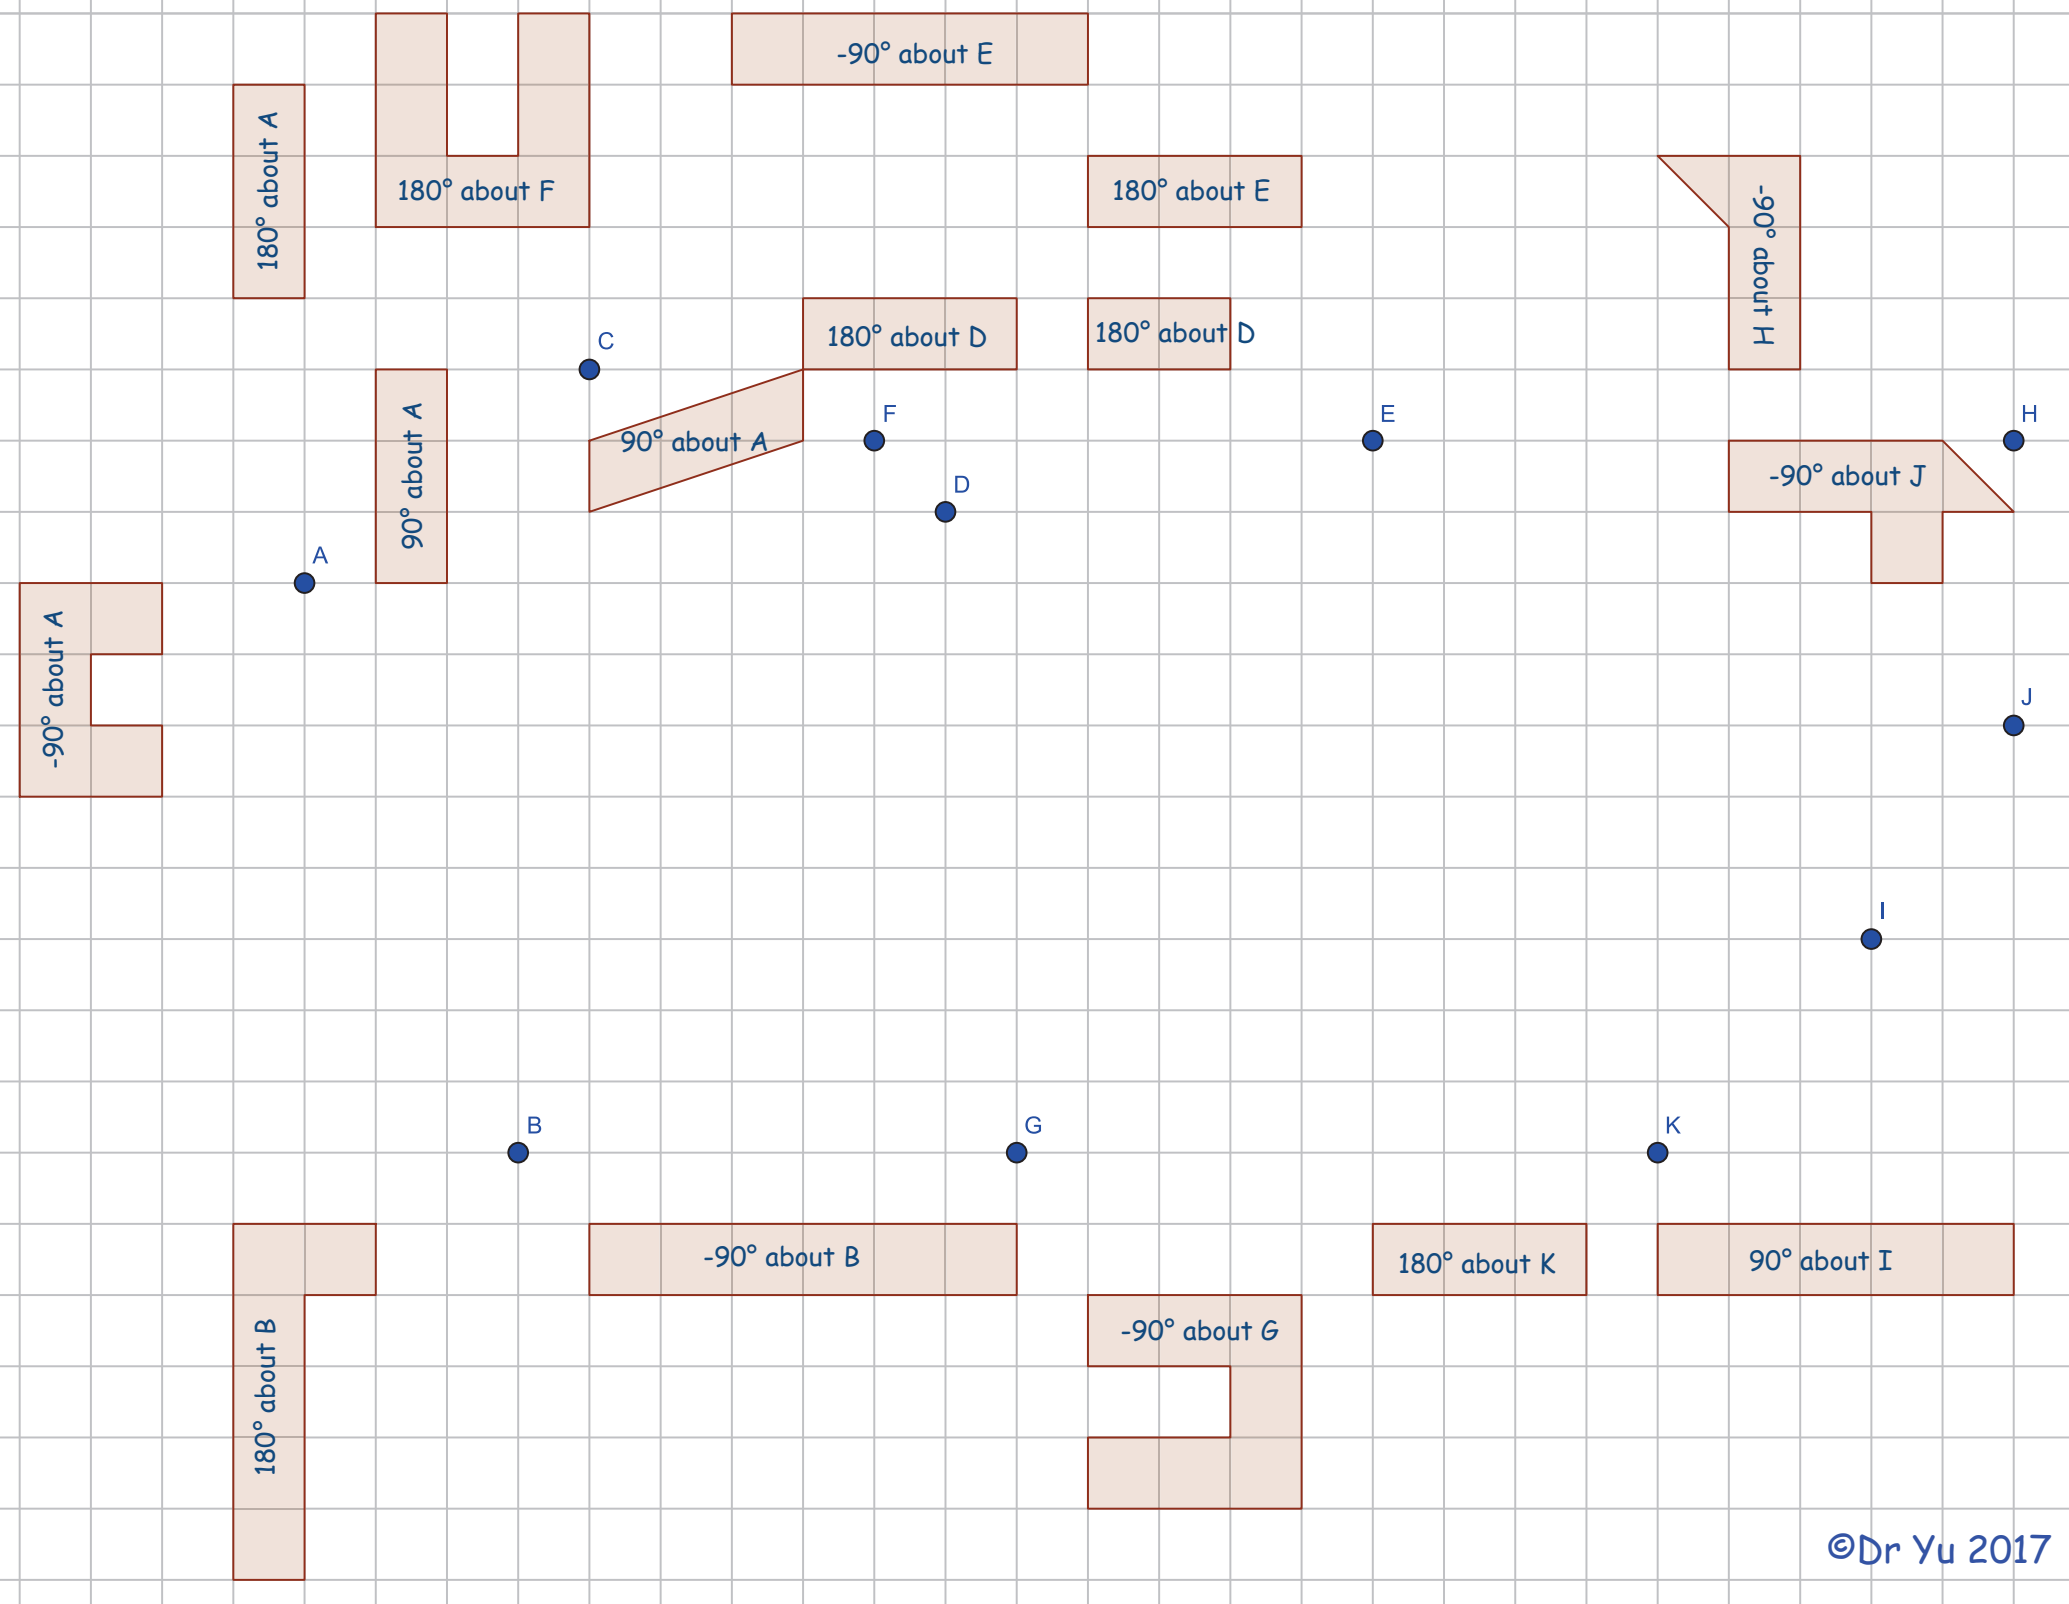 -90° about E
180° about A
180° about F
180° about E
-90° about H
C
180° about D
180° about D
F
E
H
90° about A
90° about A
-90° about J
D
A
-90° about A
J
I
B
G
K
-90° about B
180° about K
90° about I
180° about B
-90° about G
©Dr Yu 2017